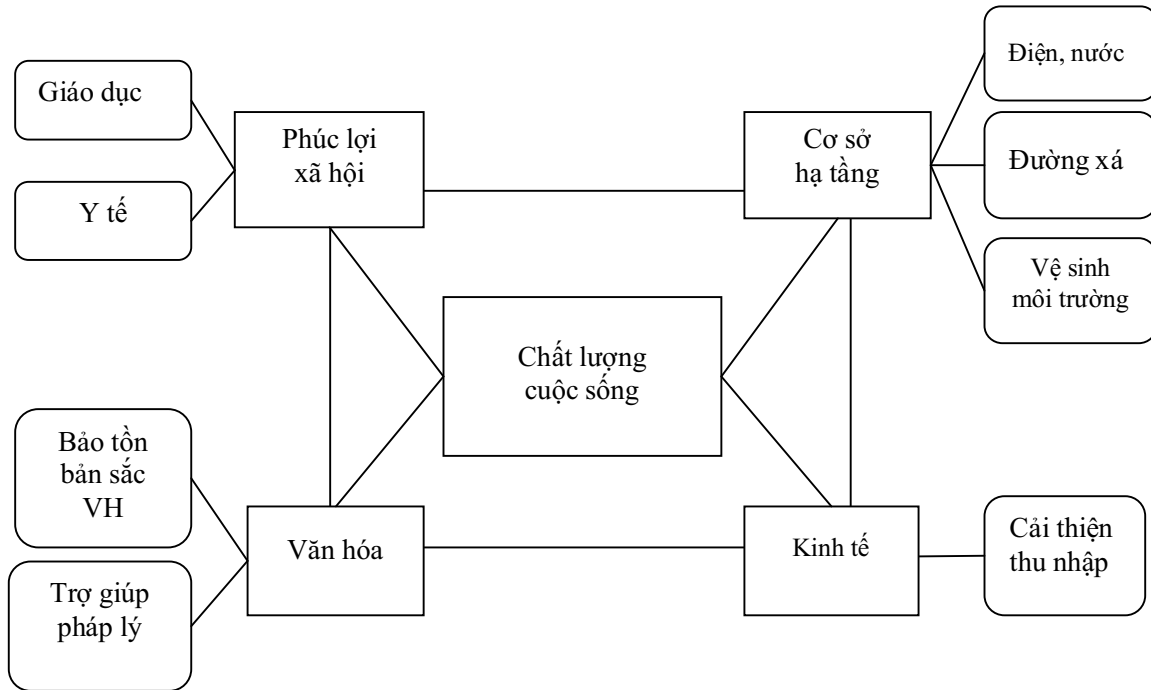 Giáo dục
Y tế
Phúc lợi
xã hội
Cơ sở
hạ tầng
Điện, nước
Đường xá
Vệ sinh
môi trường
Chất lượng
cuộc sống
Bảo tồn
bản sắc
VH
Trợ giúp
pháp lý
Văn hóa
Kinh tế
Cải thiện
thu nhập